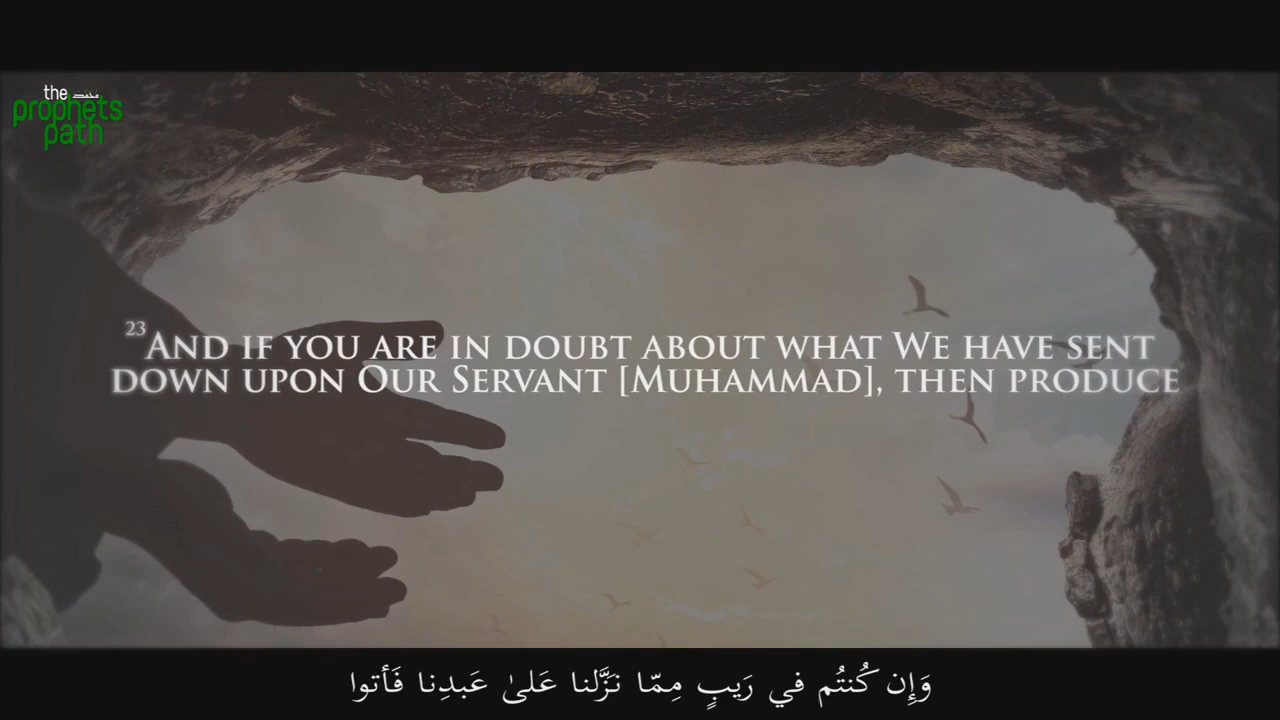 the محمد
prophets
path
23 And if you are in doubt about what We have sent
down upon Our Servant [Muhammad], then produce
وَإِن كُنتُم في رَيبٍ مِمّا نَزَّلنا عَلىٰ عَبدِنا فَأتوا